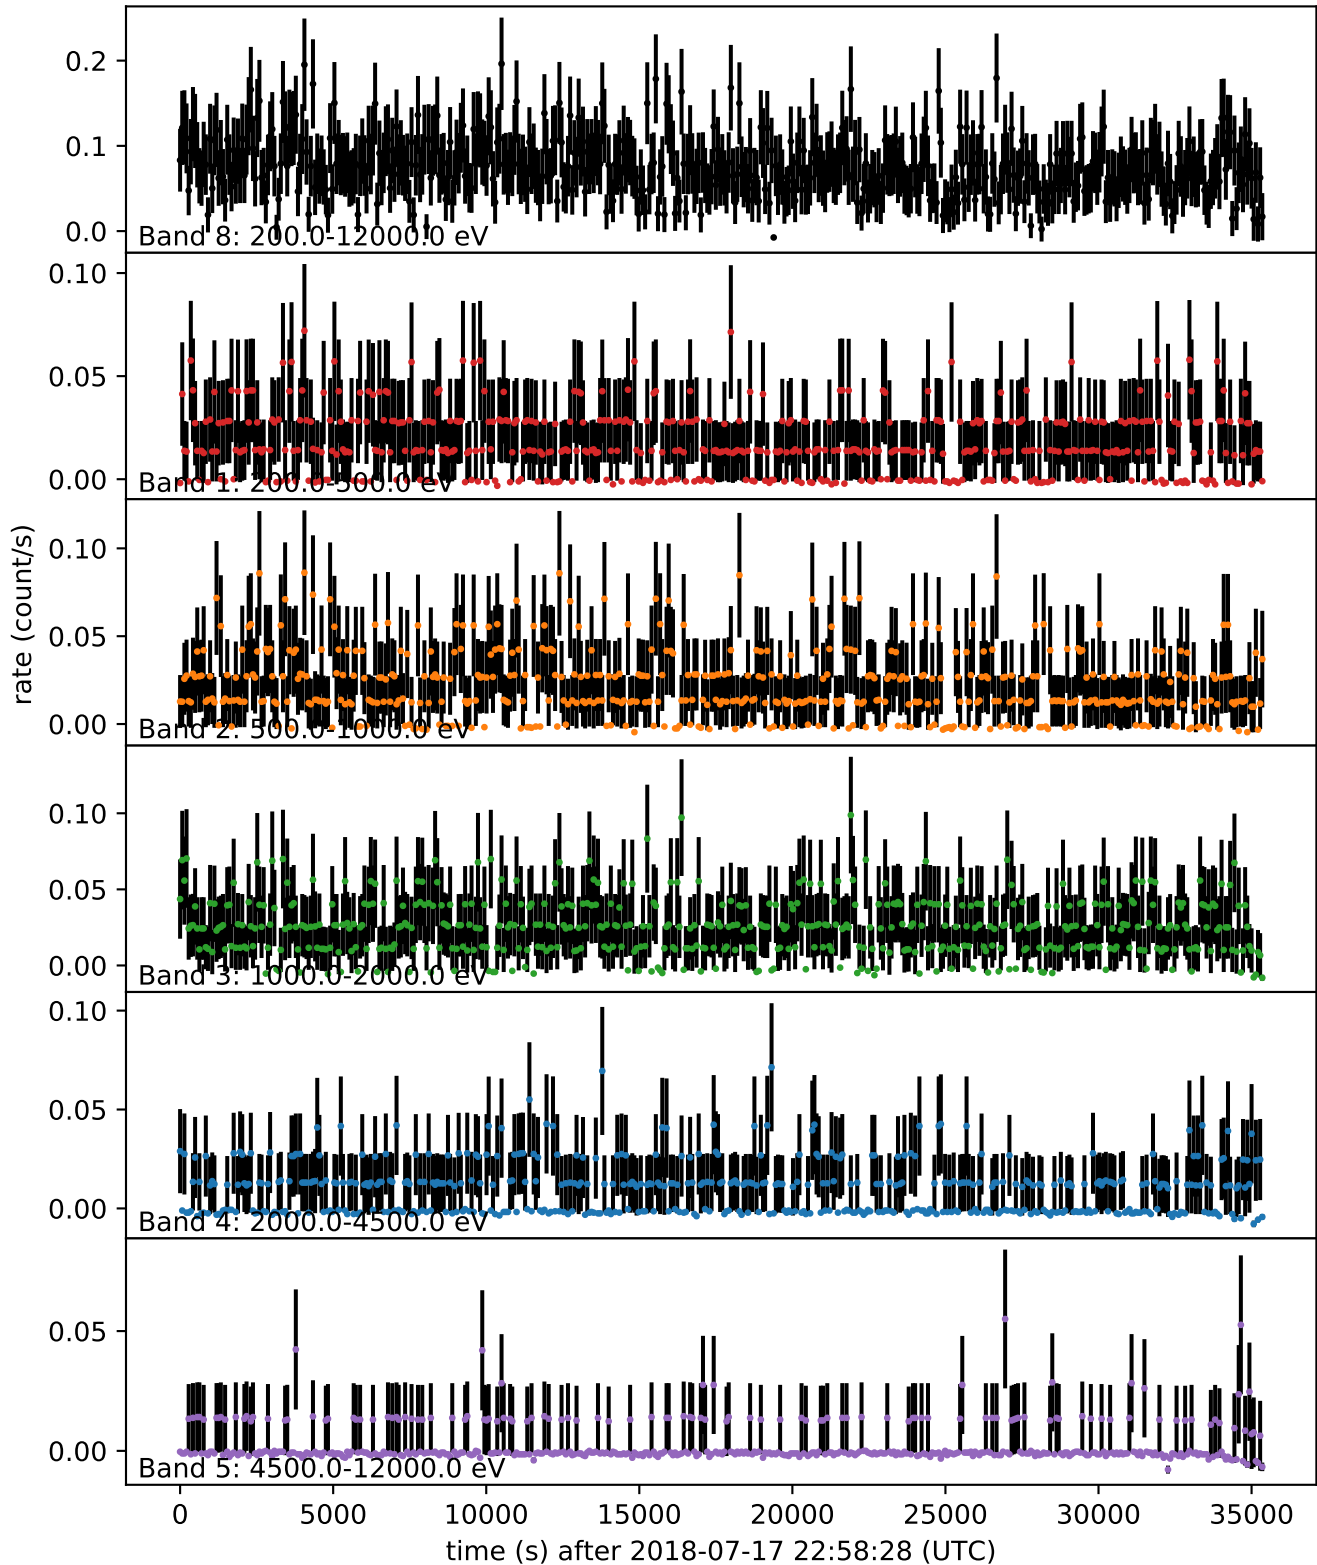 0.2
0.1
0.0
Band 8: 200.0-12000.0 eV
0.10
0.05
0.00
Band 1: 200.0-500.0 eV
rate (count/s)
0.10
0.05
0.00
Band 2: 500.0-1000.0 eV
0.10
0.05
0.00
Band 3: 1000.0-2000.0 eV
0.10
0.05
0.00
Band 4: 2000.0-4500.0 eV
0.05
0.00
Band 5: 4500.0-12000.0 eV
0 5000 10000 15000 20000 25000 30000 35000
time (s) after 2018-07-17 22:58:28 (UTC)